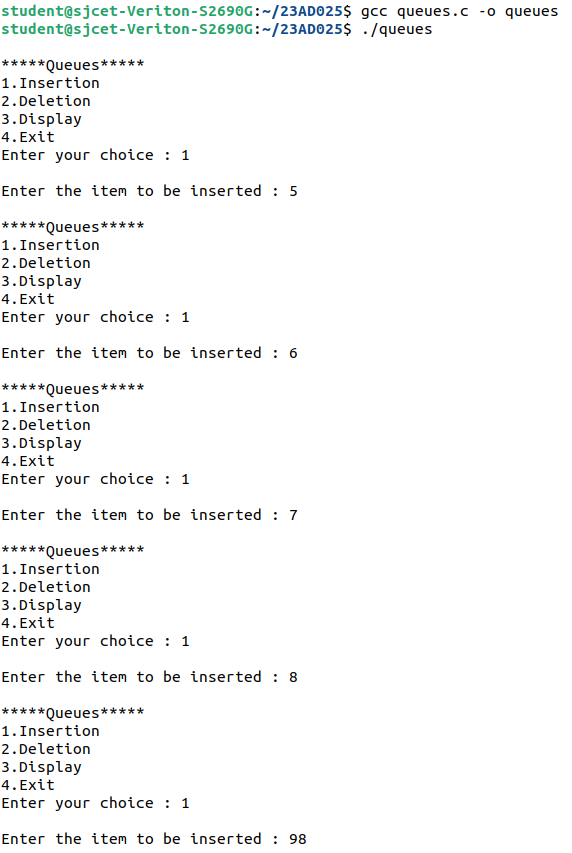 student@sjcet-Veriton-S2690G:~/23AD025$ gcc queues.c -o queues
student@sjcet-Veriton-S2690G:~/23AD025$ ./queues
*****Queues*****
1.Insertion
2.Deletion
3.Display
4.Exit
Enter your choice : 1
Enter the item to be inserted : 5
*****Queues*****
1.Insertion
2.Deletion
3.Display
4.Exit
Enter your choice : 1
Enter the item to be inserted : 6
*****Queues*****
1.Insertion
2.Deletion
3.Display
4.Exit
Enter your choice : 1
Enter the item to be inserted : 7
*****Queues*****
1.Insertion
2.Deletion
3.Display
4.Exit
Enter your choice : 1
Enter the item to be inserted : 8
*****Queues*****
1.Insertion
2.Deletion
3.Display
4.Exit
Enter your choice : 1
Enter the item to be inserted : 98